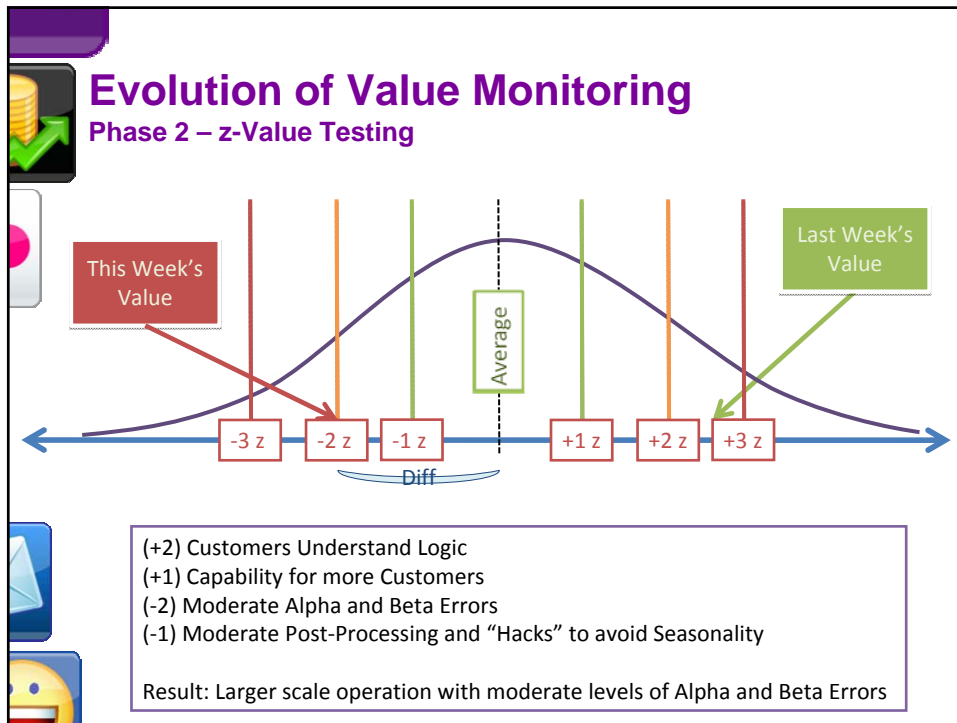 Evolution of Value Monitoring
Phase 2 – z-Value Testing
This Week’s
Value
Last Week’s
Value
Average
-3 z
-2 z
-1 z
+1 z
+2 z
+3 z
Diff
(+2) Customers Understand Logic
(+1) Capability for more Customers
(-2) Moderate Alpha and Beta Errors
(-1) Moderate Post-Processing and “Hacks” to avoid Seasonality
Result: Larger scale operation with moderate levels of Alpha and Beta Errors